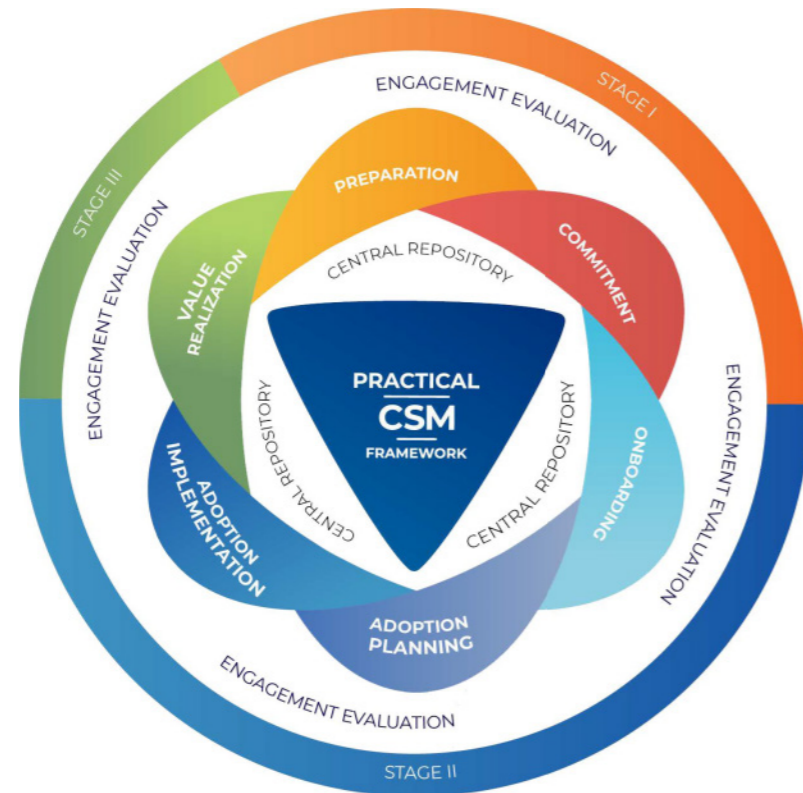 STAGE I
STAGE II
STAGE III
ENGAGEMENT EVALUATION
ENGAGEMENT EVALUATION
ENGAGEMENT EVALUATION
ENGAGEMENT EVALUATION
PREPARATION
COMMITMENT
ONBOARDING
ADOPTION
PLANNING
ADOPTION
IMPLEMENTATION
VALUE
REALIZATION
CENTRAL REPOSITORY
CENTRAL REPOSITORY
CENTRAL REPOSITORY
PRACTICAL
CSM
FRAMEWORK